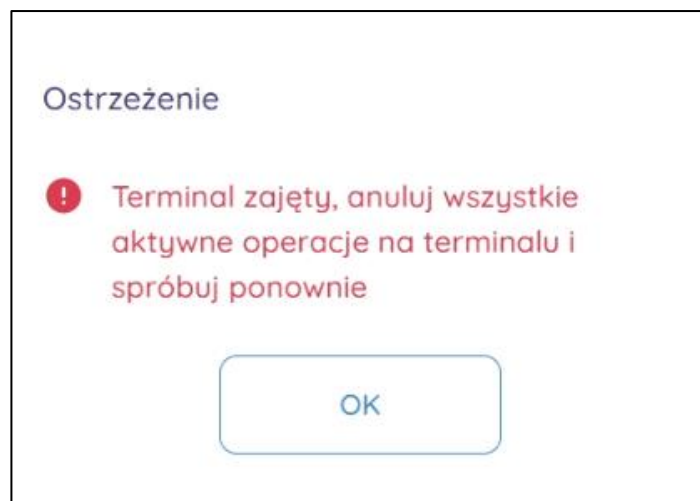 Ostrzeżenie
Terminal zajęty, anuluj wszystkie
aktywne operacje na terminalu i
spróbuj ponownie
OK